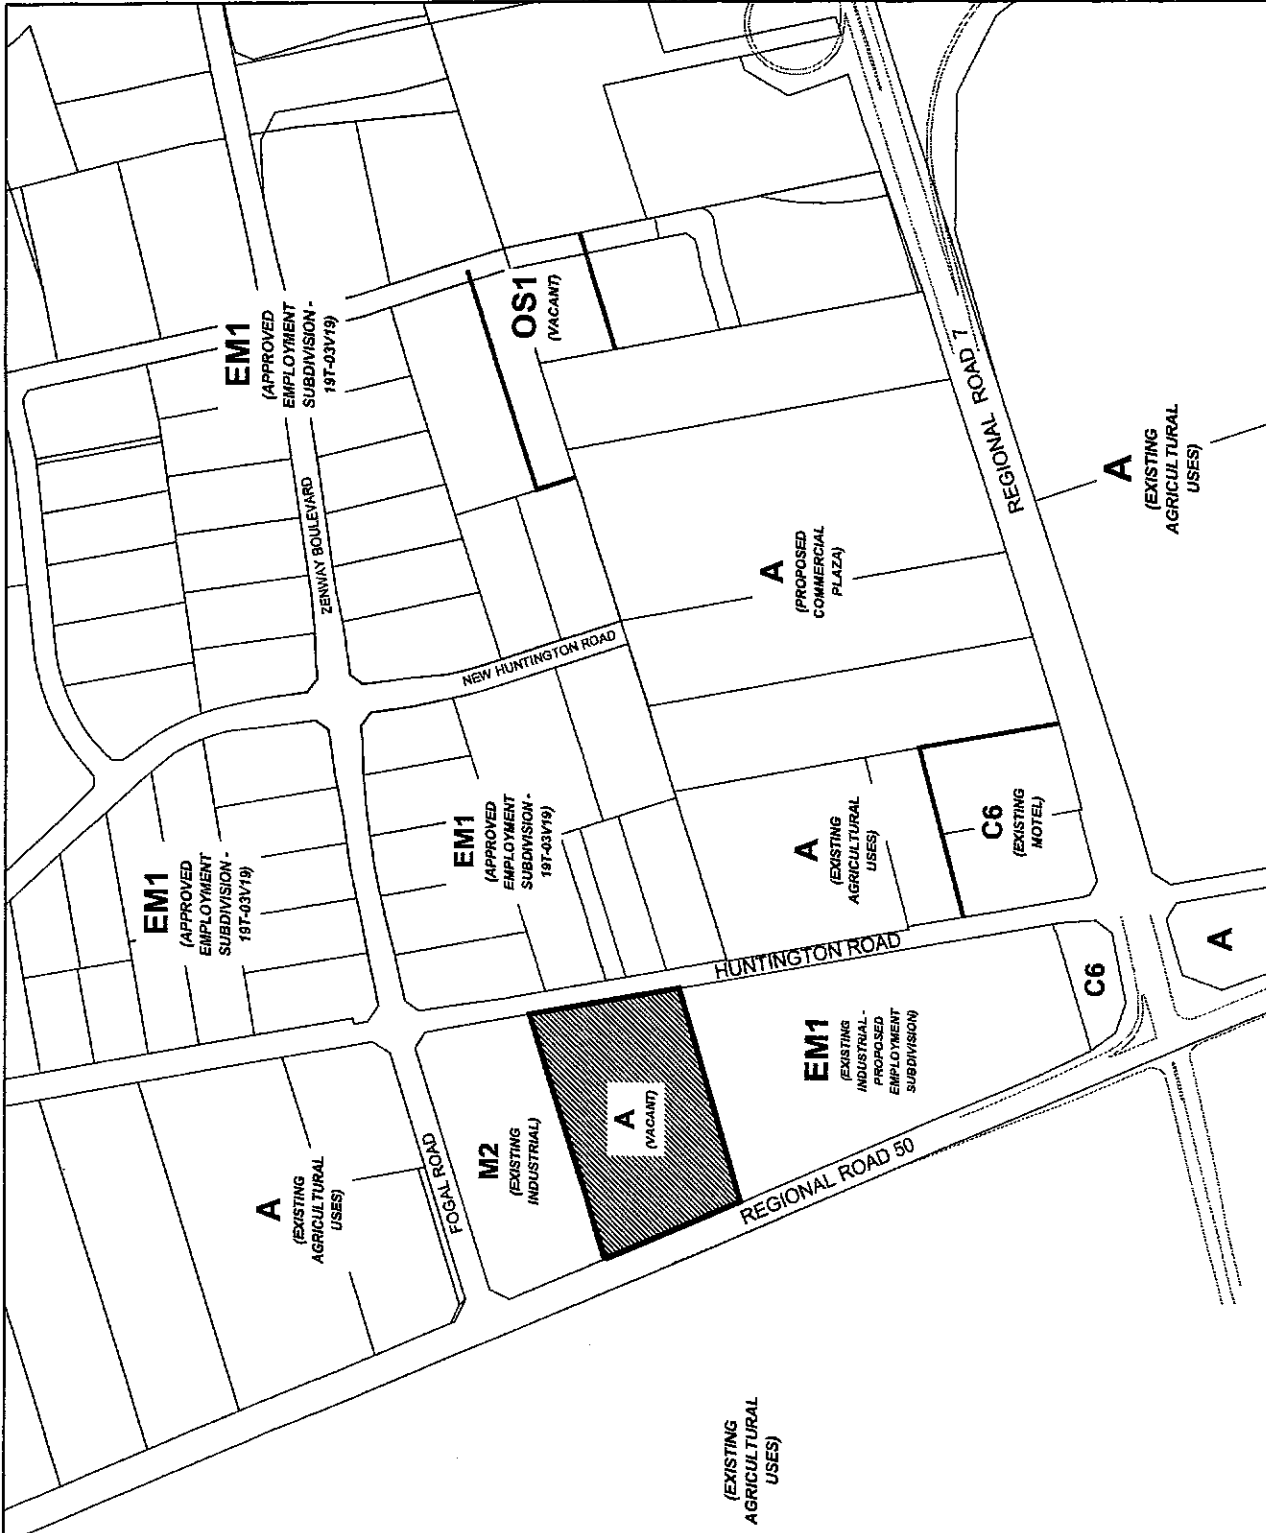 EM1
(APPROVED
EMPLOYMENT
SUBDIVISION -
19T-03V19)
OS1
(VACANT)
ZENWAY BOULEVARD
NEW HUNTINGTON ROAD
REGIONAL ROAD 7
A
(EXISTING
AGRICULTURAL
USES)
A
(PROPOSED
COMMERCIAL
PLAZA)
EM1
(APPROVED
EMPLOYMENT
SUBDIVISION -
19T-03V19)
EM1
(APPROVED
EMPLOYMENT
SUBDIVISION -
19T-03V19)
A
(EXISTING
AGRICULTURAL
USES)
C6
(EXISTING
MOTEL)
HUNTINGTON ROAD
C6
A
EM1
(EXISTING
INDUSTRIAL -
PROPOSED
EMPLOYMENT
SUBDIVISION)
A
(VACANT)
M2
(EXISTING
INDUSTRIAL)
FOGAL ROAD
A
(EXISTING
AGRICULTURAL
USES)
REGIONAL ROAD 50
(EXISTING
AGRICULTURAL
USES)